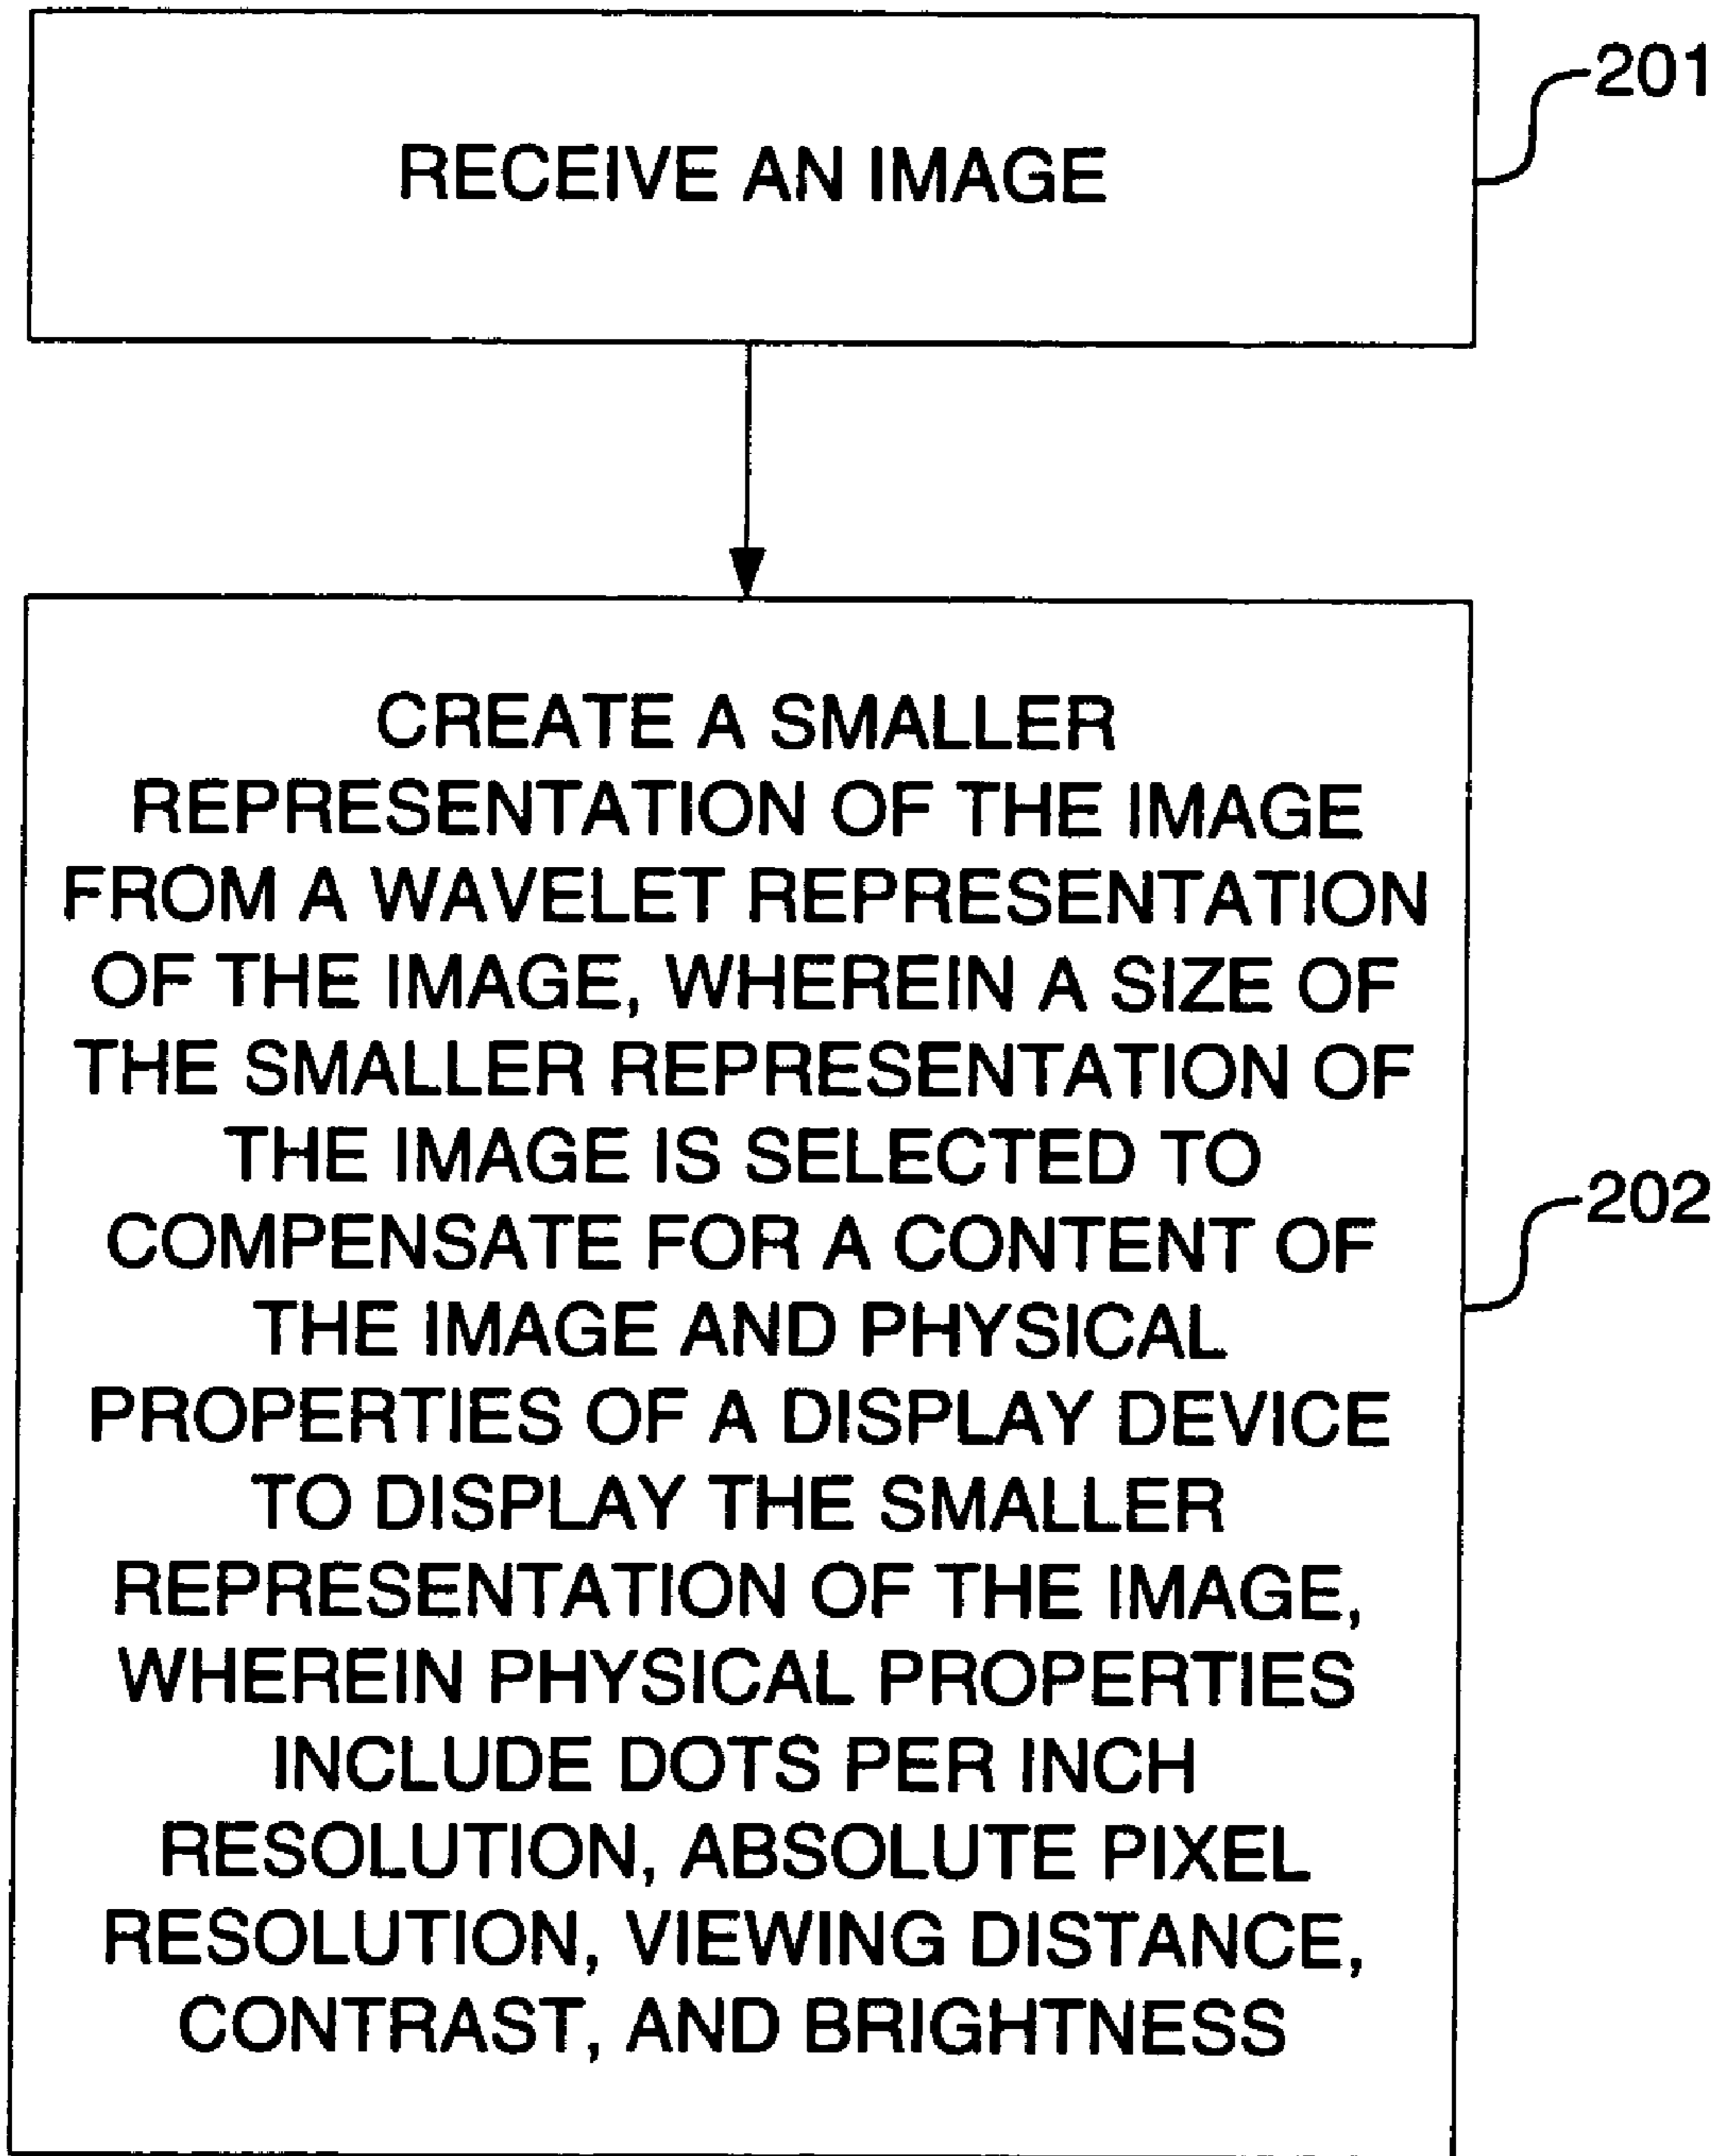 RECEIVE AN IMAGE
201
CREATE A SMALLER
REPRESENTATION OF THE IMAGE
FROM A WAVELET REPRESENTATION
OF THE IMAGE, WHEREIN A SIZE OF
THE SMALLER REPRESENTATION OF
THE IMAGE IS SELECTED TO
COMPENSATE FOR A CONTENT OF
THE IMAGE AND PHYSICAL
PROPERTIES OF A DISPLAY DEVICE
TO DISPLAY THE SMALLER
REPRESENTATION OF THE IMAGE,
WHEREIN PHYSICAL PROPERTIES
INCLUDE DOTS PER INCH
RESOLUTION, ABSOLUTE PIXEL
RESOLUTION, VIEWING DISTANCE,
CONTRAST, AND BRIGHTNESS
202